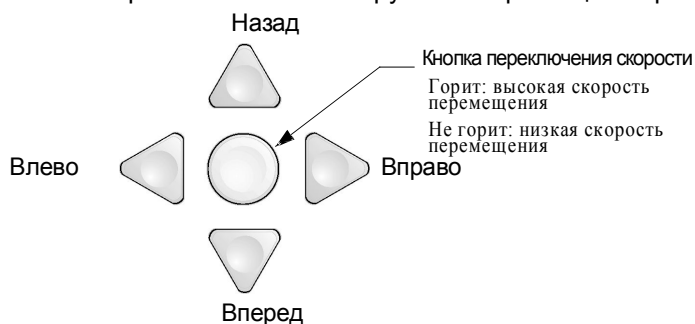 Назад
Кнопка переключения скорости
Горит: высокая скорость
перемещения
Не горит: низкая скорость
перемещения
Влево
Вправо
Вперед